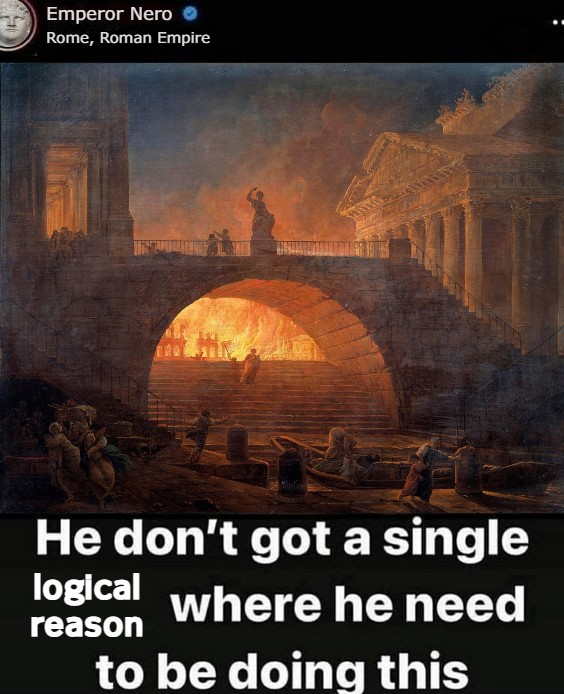 Emperor Nero
Rome, Roman Empire
He don't got a single
logical
reason where he need
to be doing this